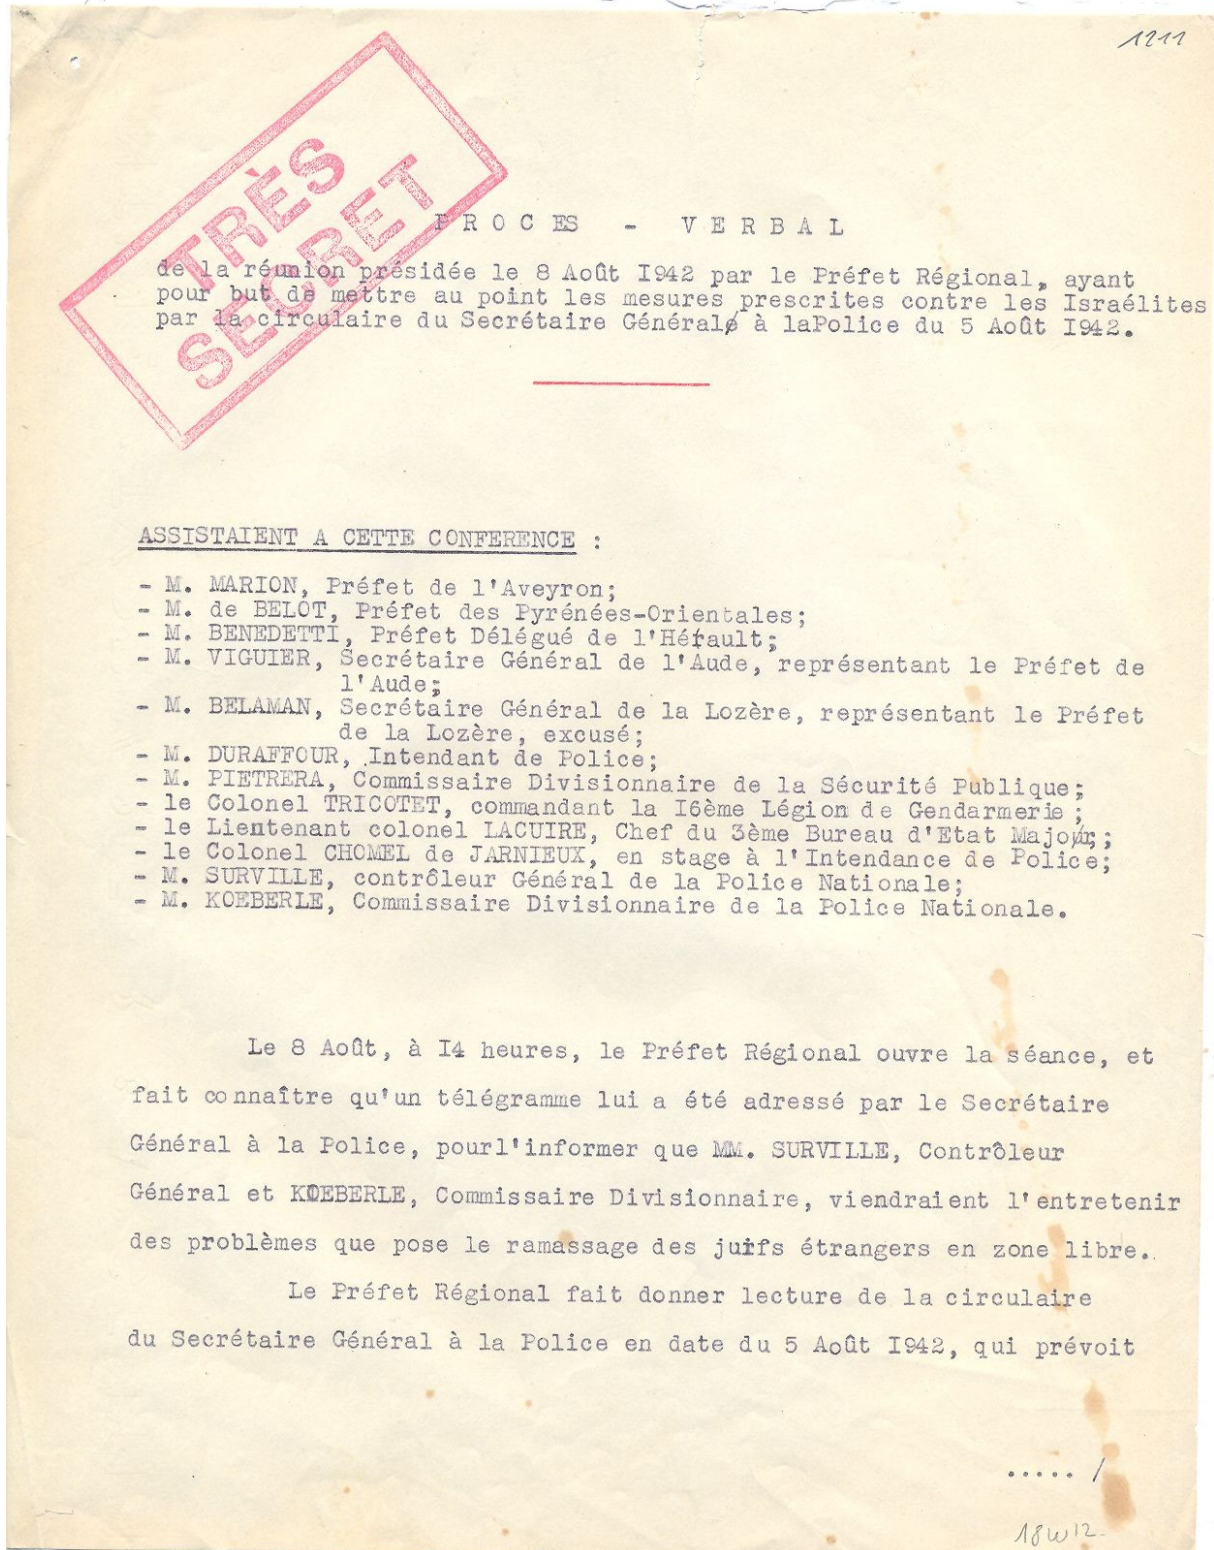 1211
TRÈS
SECRET
PROCES - VERBAL
de la réunion présidée le 8 Août I942 par le Préfet Régional, ayant
pour but de mettre au point les mesures prescrites contre les Israélites
par la circulaire du Secrétaire Général à laPolice du 5 Août I942.
ASSISTAIENT A CETTE CONFERENCE :
- M. MARION, Préfet de l'Aveyron;
- M. de BELOT, Préfet des Pyrénées-Orientales;
- M. BENEDETTI, Préfet Délégué de l'Hérault;
- M. VIGUIER, Secrétaire Général de l'Aude, représentant le Préfet de
l'Aude;
- M. BELAMAN, Secrétaire Général de la Lozère, représentant le Préfet
de la Lozère, excusé;
- M. DURAFFOUR, Intendant de Police;
- M. PIETRERA, Commissaire Divisionnaire de la Sécurité Publique;
- le Colonel TRICOTET, commandant la I6ème Légion de Gendarmerie ;
- le Lieutenant colonel LACUIRE, Chef du 3ème Bureau d'Etat Major;
- le Colonel CHOMEL de JARNIEUX, en stage à l'Intendance de Police;
- M. SURVILLE, contrôleur Général de la Police Nationale;
- M. KOEBERLE, Commissaire Divisionnaire de la Police Nationale.
Le 8 Août, à I4 heures, le Préfet Régional ouvre la séance, et
fait connaître qu'un télégramme lui a été adressé par le Secrétaire
Général à la Police, pourl'informer que MM. SURVILLE, Contrôleur
Général et KOEBERLE, Commissaire Divisionnaire, viendraient l'entretenir
des problèmes que pose le ramassage des juifs étrangers en zone libre.
Le Préfet Régional fait donner lecture de la circulaire
du Secrétaire Général à la Police en date du 5 Août I942, qui prévoit
..... /
18W12.